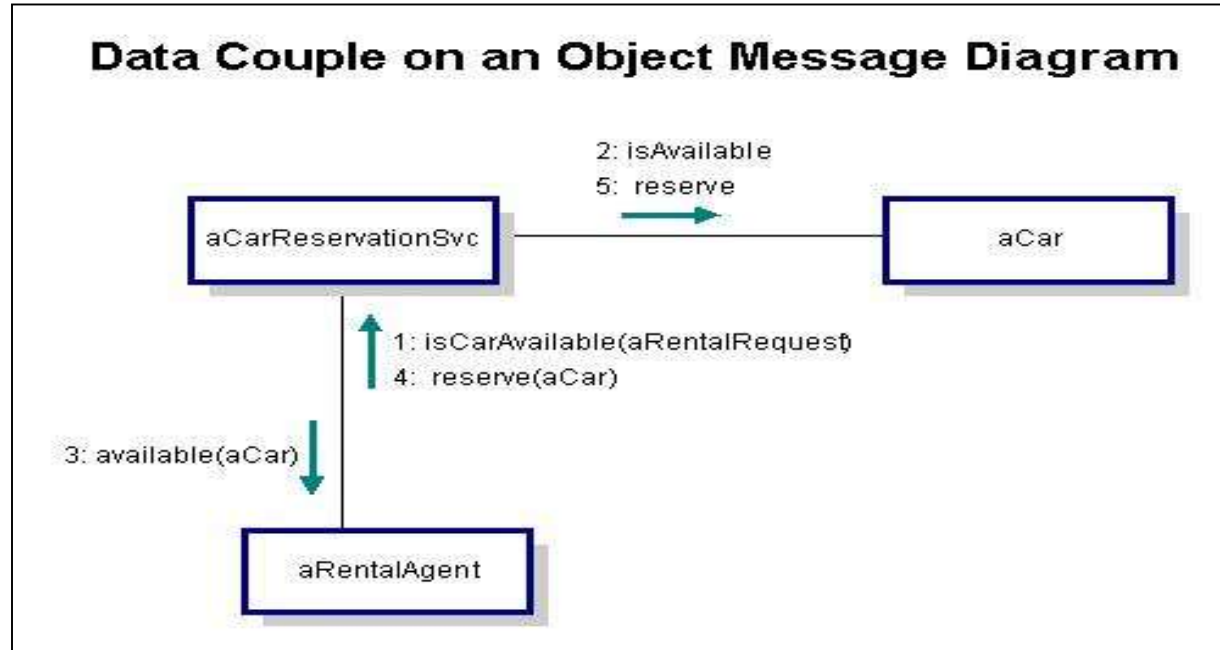 Data Couple on an Object Message Diagram
2: isAvailable
5: reserve
aCarReservationSvc
aCar
1: isCarAvailable(aRentalRequest)
4: reserve(aCar)
3: available(aCar)
aRentalAgent